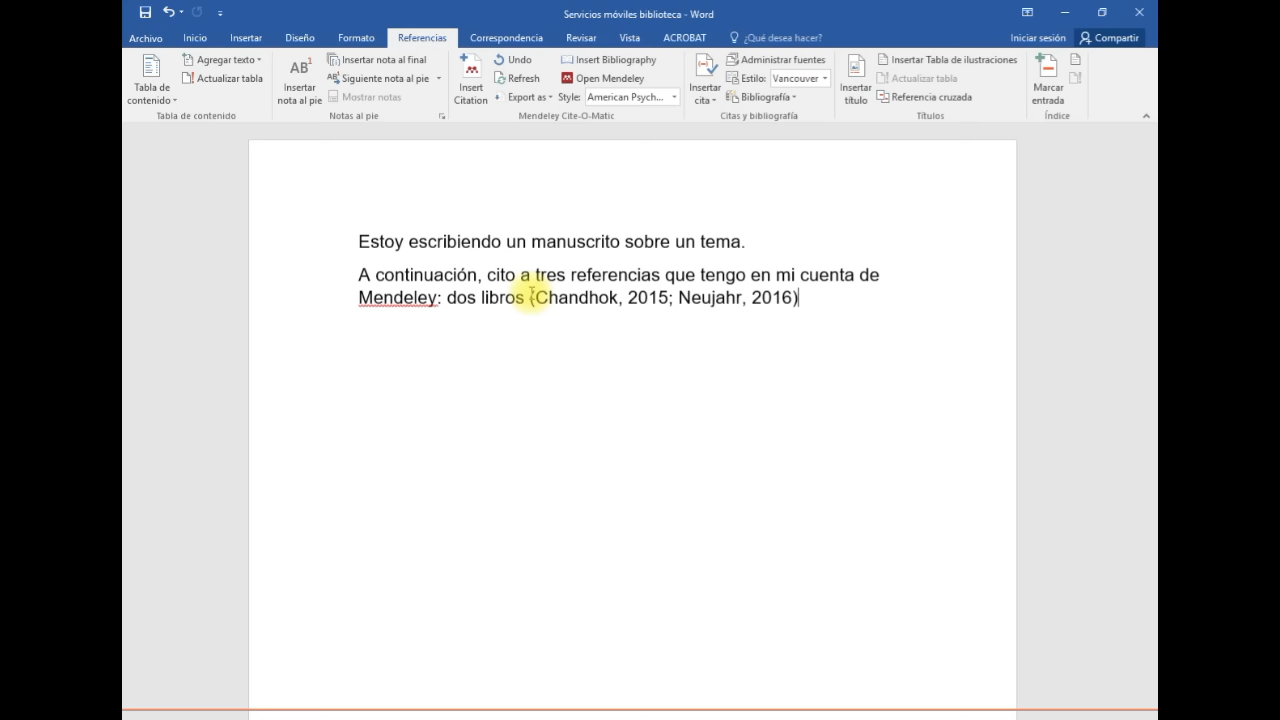 Servicios móviles biblioteca - Word
Archivo Inicio Insertar Diseño Formato Referencias Correspondencia Revisar Vista ACROBAT ¿Qué desea hacer? Iniciar sesión Compartir
Tabla de contenido
Agregar texto
Actualizar tabla
Tabla de contenido
AB1
Insertar nota al pie
Insertar nota al final
Siguiente nota al pie
Mostrar notas
Notas al pie
Insert Citation
Undo
Refresh
Export as
Insert Bibliography
Open Mendeley
Style: American Psych...
Mendeley Cite-O-Matic
Insertar cita
Administrar fuentes
Estilo: Vancouver
Bibliografía
Citas y bibliografía
Insertar título
Insertar Tabla de ilustraciones
Actualizar tabla
Referencia cruzada
Títulos
Marcar entrada
Índice
Estoy escribiendo un manuscrito sobre un tema.
A continuación, cito a tres referencias que tengo en mi cuenta de
Mendeley: dos libros (Chandhok, 2015; Neujahr, 2016)